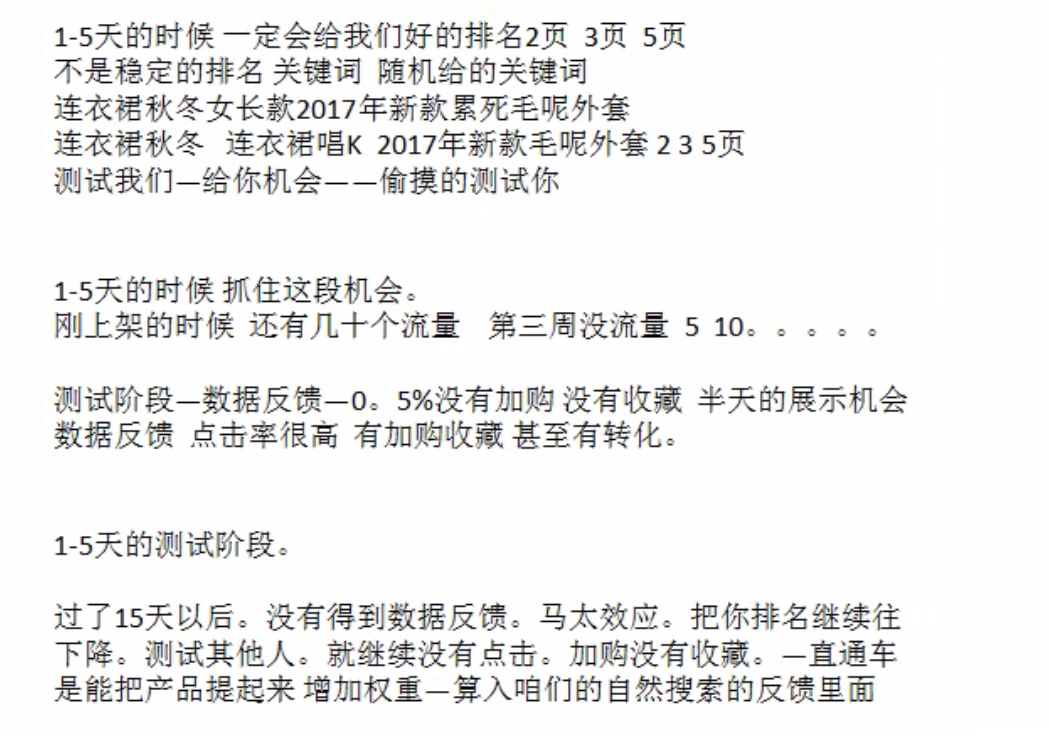 1-5天的时候 一定会给我们好的排名2页 3页 5页
不是稳定的排名 关键词 随机给的关键词
连衣裙秋冬女长款2017年新款累死毛呢外套
连衣裙秋冬 连衣裙唱K 2017年新款毛呢外套 2 3 5页
测试我们—给你机会——偷摸的测试你
1-5天的时候 抓住这段机会。
刚上架的时候 还有几十个流量 第三周没流量 5 10。。。。。
测试阶段—数据反馈—0。5%没有加购 没有收藏 半天的展示机会
数据反馈 点击率很高 有加购收藏 甚至有转化。
1-5天的测试阶段。
过了15天以后。没有得到数据反馈。马太效应。把你排名继续往
下降。测试其他人。就继续没有点击。加购没有收藏。—直通车
是能把产品提起来 增加权重—算入咱们的自然搜索的反馈里面